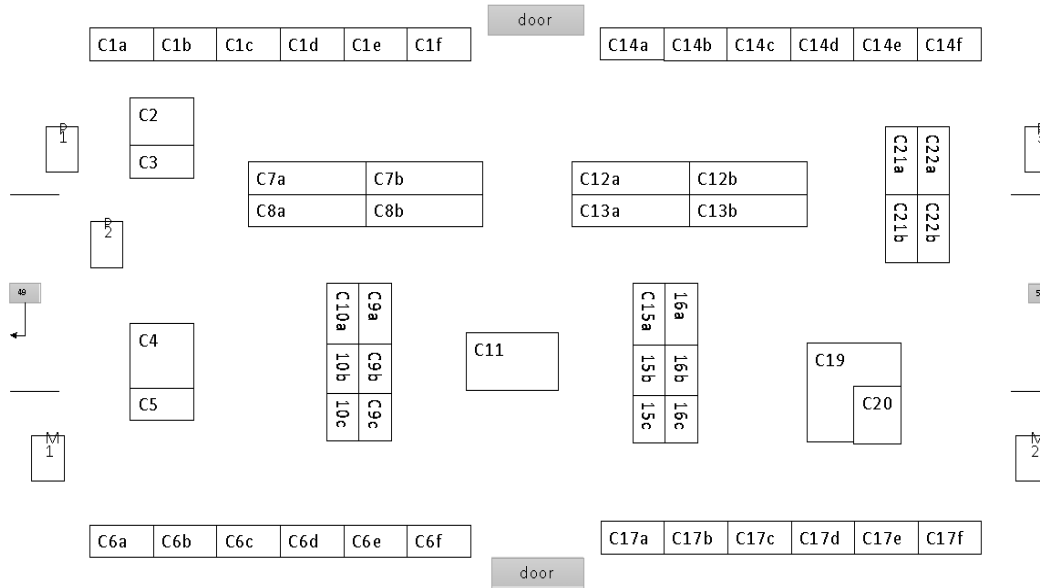 door
C1a C1b C1c C1d C1e C1f
C14a C14b C14c C14d C14e C14f
C2
C3
P
1
P
2
C7a C7b
C8a C8b
C12a C12b
C13a C13b
C21a C22a
C21b C22b
49
C4
C5
C10a C9a
10b C9b
10c C9c
C11
C15a 16a
15b 16b
15c 16c
C19
C20
M
1
M
2
C6a C6b C6c C6d C6e C6f
C17a C17b C17c C17d C17e C17f
door